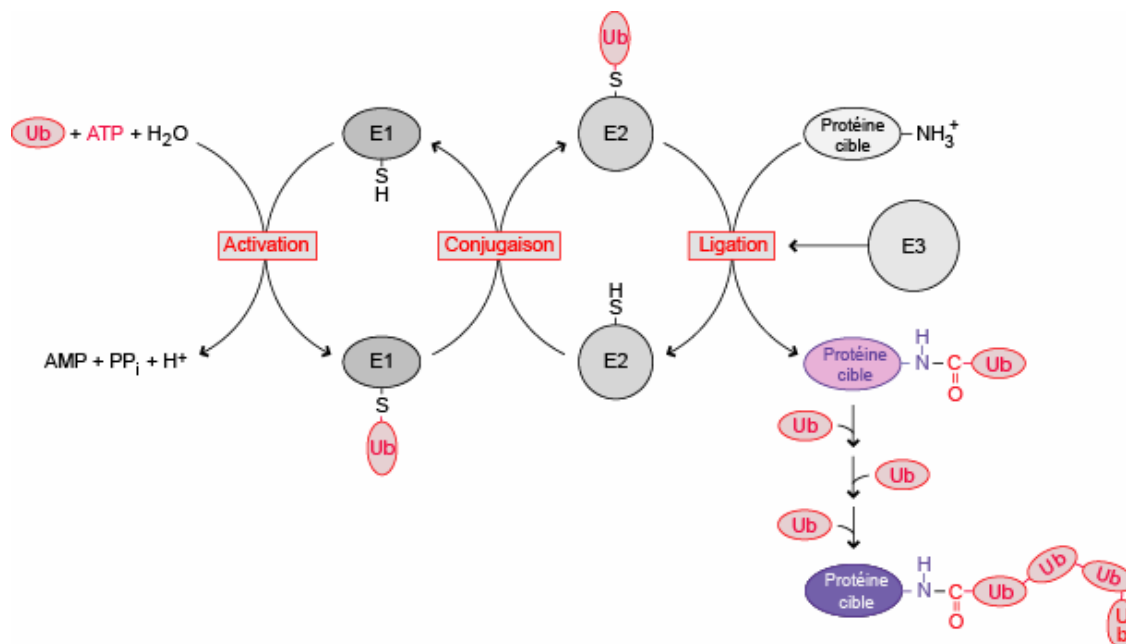 Ub
S
Ub + ATP + H2O
E1
S
H
E2
Protéine
cible
NH3+
Activation
Conjugaison
Ligation
E3
AMP + PPi + H+
E1
S
Ub
H
S
E2
Protéine
cible
H
N
C
O
Ub
Ub
Ub
Ub
Protéine
cible
H
N
C
O
Ub
Ub
Ub
U
b